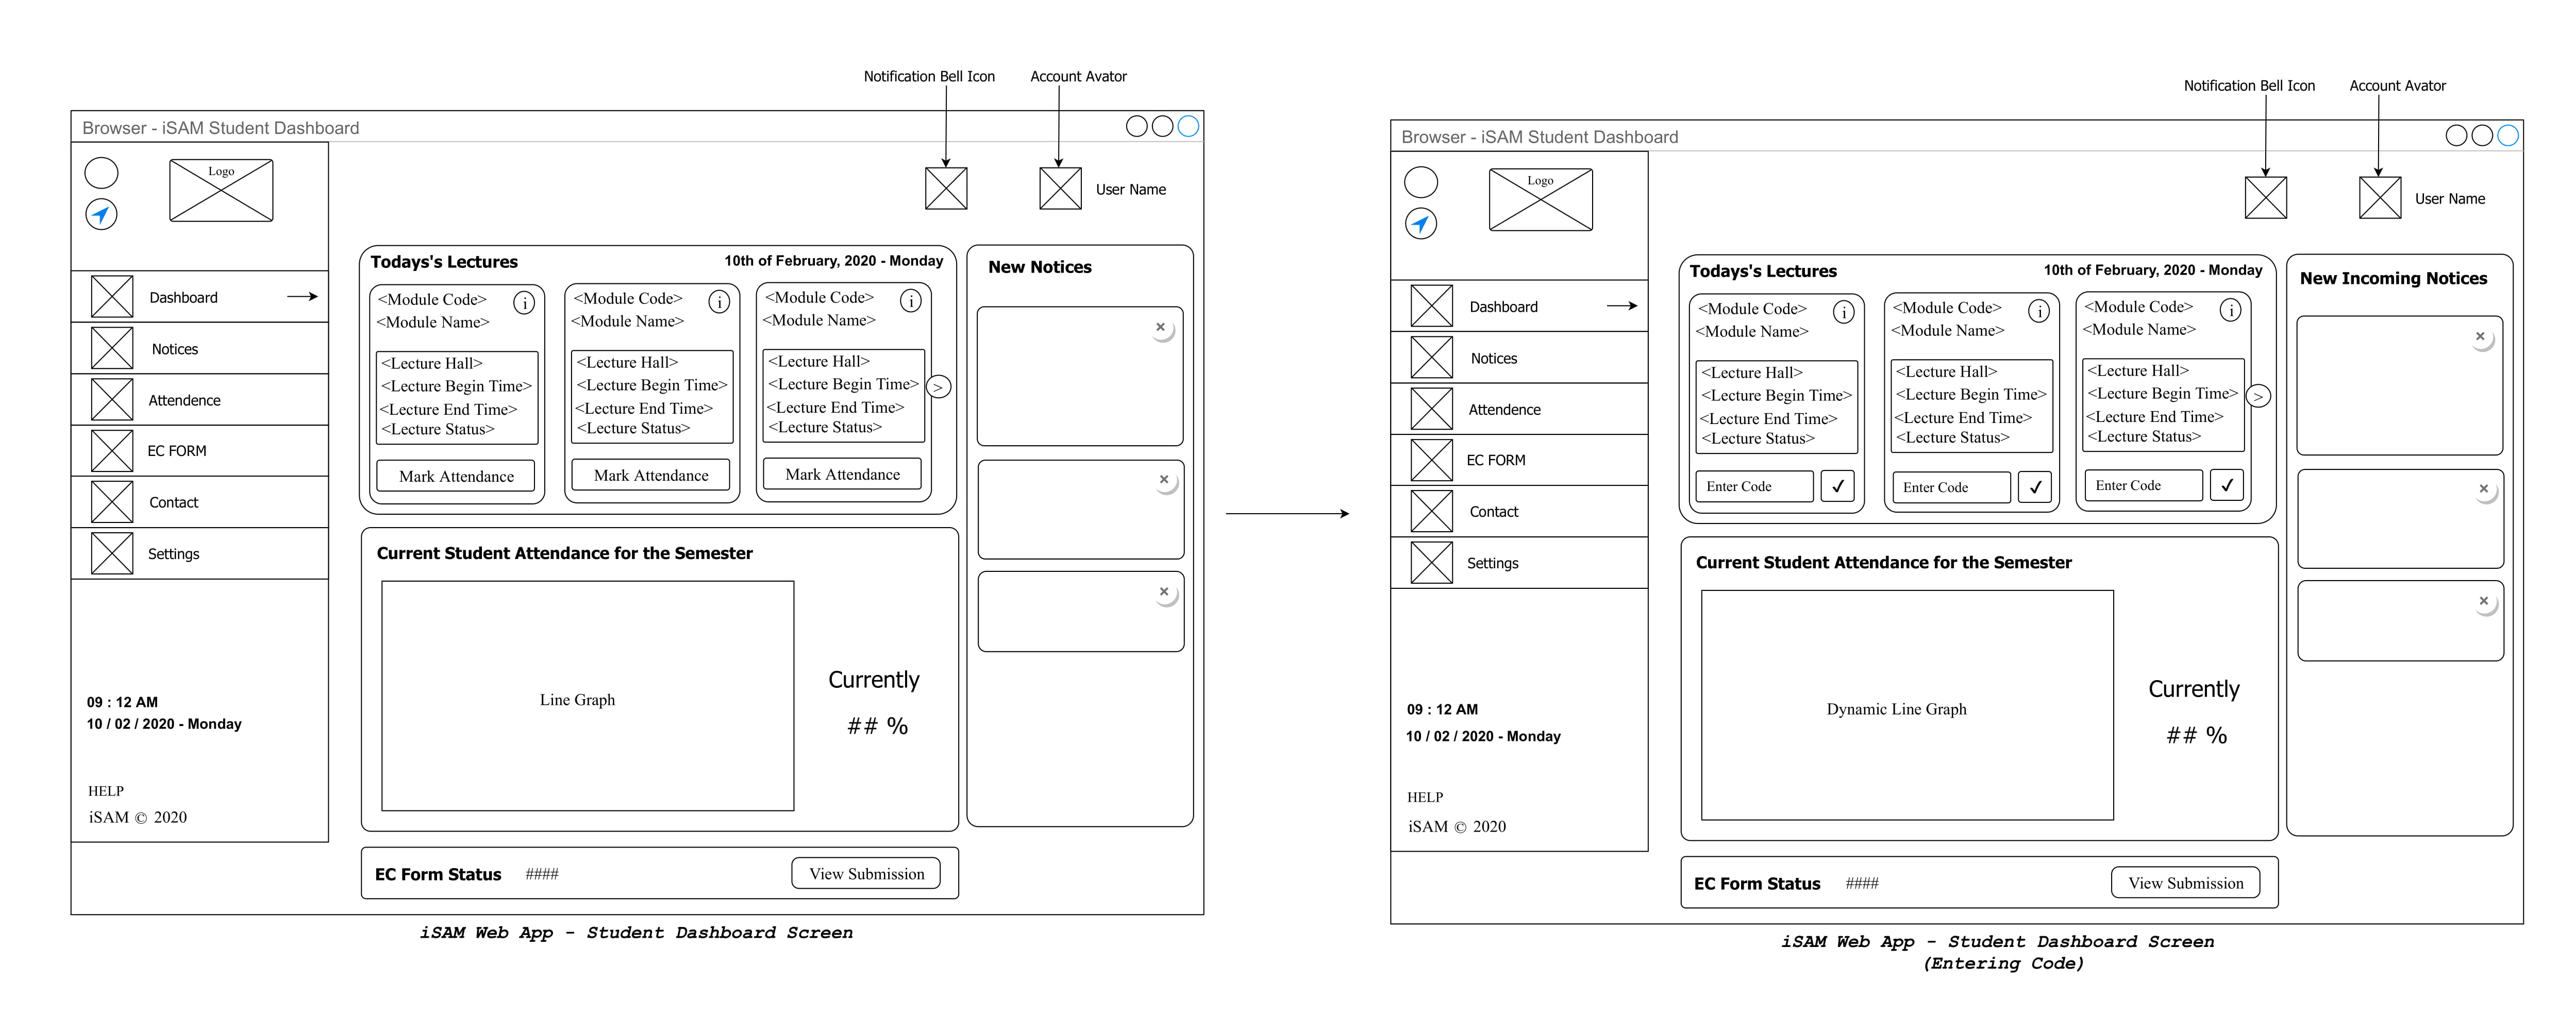 Notification Bell Icon
Account Avator
Browser - iSAM Student Dashboard
Logo
User Name
Dashboard
Notices
Attendence
EC FORM
Contact
Settings
09 : 12 AM
10 / 02 / 2020 - Monday
HELP
iSAM © 2020
Todays's Lectures
10th of February, 2020 - Monday
<Module Code>
i
<Module Name>
<Lecture Hall>
<Lecture Begin Time>
<Lecture End Time>
<Lecture Status>
Mark Attendance
<Module Code>
i
<Module Name>
<Lecture Hall>
<Lecture Begin Time>
<Lecture End Time>
<Lecture Status>
Mark Attendance
<Module Code>
i
<Module Name>
<Lecture Hall>
<Lecture Begin Time>
<Lecture End Time>
<Lecture Status>
Mark Attendance
>
New Notices
×
×
×
Current Student Attendance for the Semester
Line Graph
Currently
## %
EC Form Status ####
View Submission
iSAM Web App - Student Dashboard Screen
Notification Bell Icon
Account Avator
Browser - iSAM Student Dashboard
Logo
User Name
Dashboard
Notices
Attendence
EC FORM
Contact
Settings
09 : 12 AM
10 / 02 / 2020 - Monday
HELP
iSAM © 2020
Todays's Lectures
10th of February, 2020 - Monday
<Module Code>
i
<Module Name>
<Lecture Hall>
<Lecture Begin Time>
<Lecture End Time>
<Lecture Status>
Enter Code ✓
<Module Code>
i
<Module Name>
<Lecture Hall>
<Lecture Begin Time>
<Lecture End Time>
<Lecture Status>
Enter Code ✓
<Module Code>
i
<Module Name>
<Lecture Hall>
<Lecture Begin Time>
<Lecture End Time>
<Lecture Status>
Enter Code ✓
>
New Incoming Notices
×
×
×
Current Student Attendance for the Semester
Dynamic Line Graph
Currently
## %
EC Form Status ####
View Submission
iSAM Web App - Student Dashboard Screen
(Entering Code)